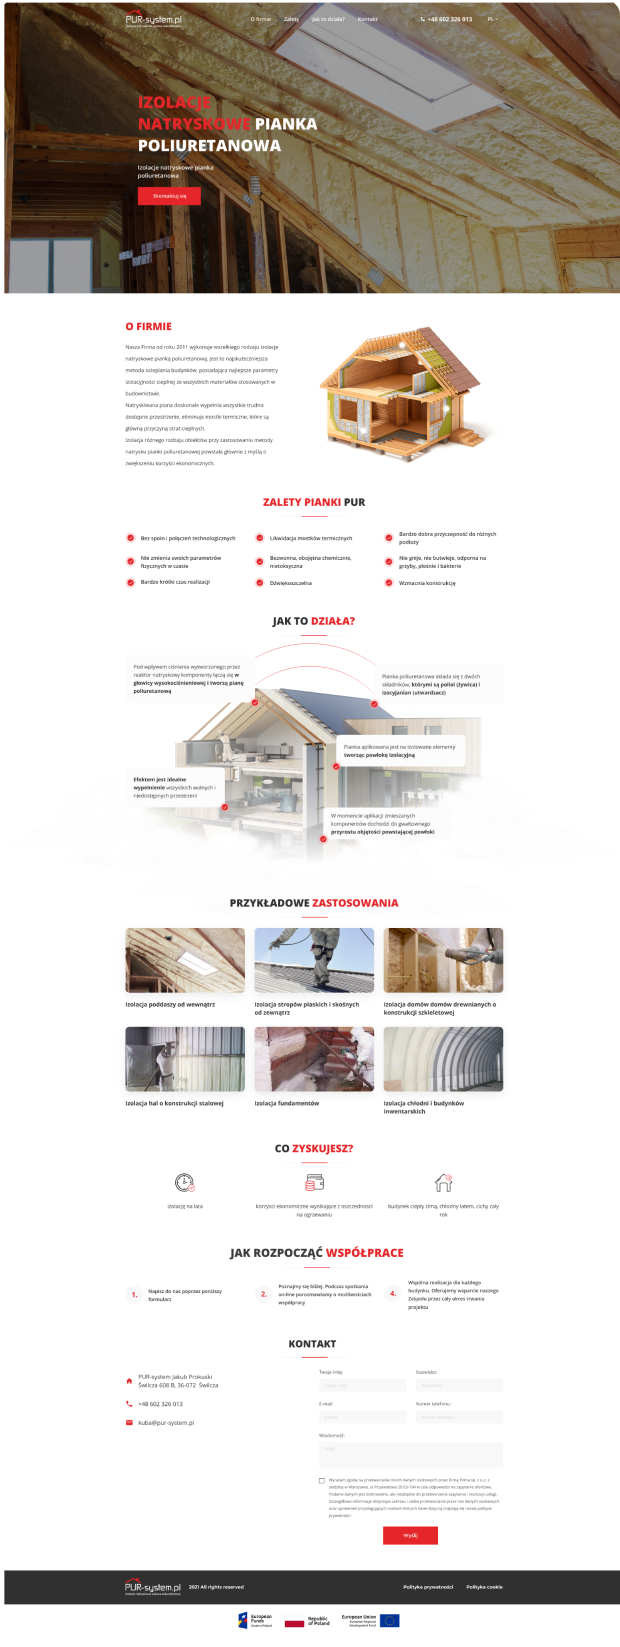 PUR-system.pl
O firmie
Zalety
Jak to działa?
Kontakt
+48 602 326 013
PL
IZOLACJE
NATRYSKOWE PIANKA
POLIURETANOWA
Izolacje natryskowe pianka
poliuretanowa
Skontaktuj się
O FIRMIE
Nasza Firma od roku 2011 wykonuje wszelkiego rodzaju izolacje
natryskowe pianką poliuretanową, jest to najskuteczniejsza
metoda ocieplania budynków, posiadająca najlepsze parametry
izolacyjności cieplnej ze wszystkich materiałów stosowanych w
budownictwie.
Natryskiwana piana doskonale wypełnia wszystkie trudno
dostępne przestrzenie, eliminuje mostki termiczne, które są
główną przyczyną strat cieplnych.
Izolacja różnego rodzaju obiektów przy zastosowaniu metody
natrysku pianki poliuretanowej powstała głównie z myślą o
zwiększeniu korzyści ekonomicznych.
ZALETY PIANKI PUR
Bez spoin i połączeń technologicznych
Likwidacja mostków termicznych
Bardzo dobra przyczepność do różnych
podłoży
Nie zmienia swoich parametrów
fizycznych w czasie
Bezwonna, obojętna chemicznie,
nietoksyczna
Nie gnije, nie butwieje, odporna na
grzyby, pleśnie i bakterie
Bardzo krótki czas realizacji
Dźwiękoszczelna
Wzmacnia konstrukcję
JAK TO DZIAŁA?
Pod wpływem ciśnienia wytworzonego przez
reaktor natryskowy komponenty łączą się w
głowicy wysokociśnieniowej i tworzą pianę
poliuretanową
Pianka poliuretanowa składa się z dwóch
składników, którymi są poliol (żywica) i
izocyjanian (utwardzacz)
Pianka aplikowana jest na izolowane elementy
tworząc powłokę izolacyjną
Efektem jest idealne
wypełnienie wszystkich wolnych i
niedostępnych przestrzeni
W momencie aplikacji zmieszanych
komponentów dochodzi do gwałtownego
przyrostu objętości powstającej powłoki
PRZYKŁADOWE ZASTOSOWANIA
Izolacja poddaszy od wewnątrz
Izolacja stropów płaskich i skośnych
od zewnątrz
Izolacja domów domów drewnianych o
konstrukcji szkieletowej
Izolacja hal o konstrukcji stalowej
Izolacja fundamentów
Izolacja chłodni i budynków
inwentarskich
CO ZYSKUJESZ?
izolację na lata
korzyści ekonomiczne wynikające z oszczednosci
na ogrzewaniu
budynek ciepły zimą, chłodny latem, cichy cały
rok
JAK ROZPOCZĄĆ WSPÓŁPRACE
1.
Napisz do nas poprzez poniższy
formularz
2.
Poznajmy się bliżej. Podczas spotkania
on-line porozmawiamy o możliwościach
współpracy
4.
Wspólna realizacja dla każdego
budynku. Oferujemy wsparcie naszego
Zespołu przez cały okres trwania
projektu
KONTAKT
PUR-system Jakub Prokuski
Świlcza 608 B, 36-072 Świlcza
+48 602 326 013
kuba@pur-system.pl
Twoje imię:
Nazwisko:
E-mail:
Numer telefonu:
Wiadomość:
Wyślij
PUR-system.pl
2021 All rights reserved
Polityka prywatności
Polityka cookie
European
Funds
Eastern Poland
Republic
of Poland
European Union
European Regional
Development Fund